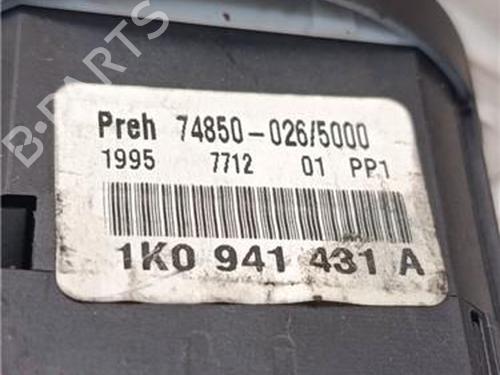 B-PARTS
Preh 74850-026/5000
1995 7712 01 PP1
1K0 941 431 A